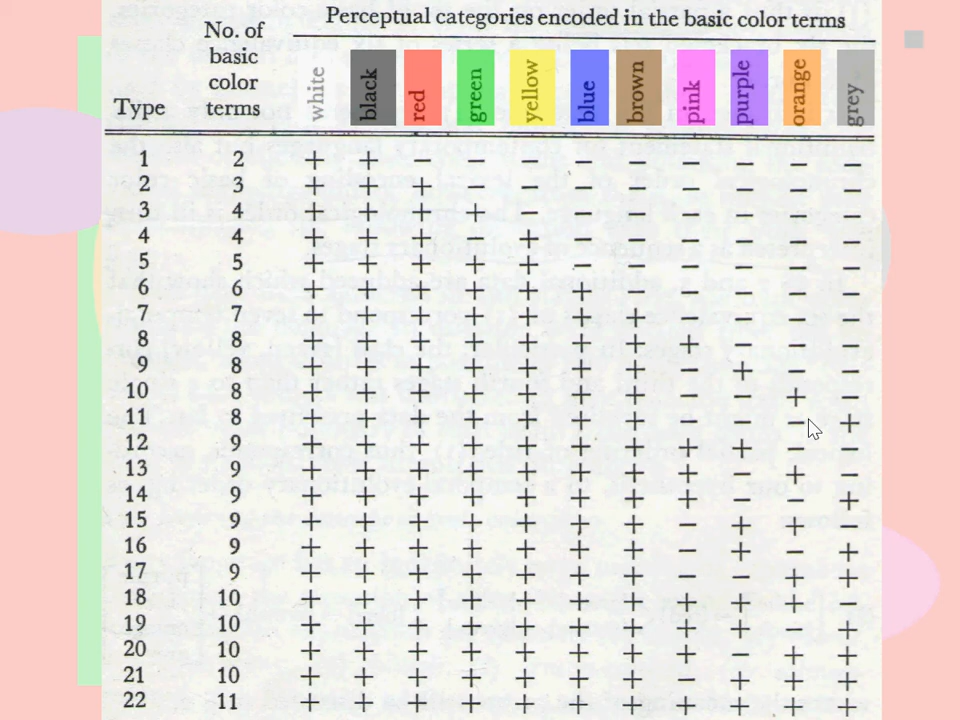 Perceptual categories encoded in the basic color terms
Type No. of basic color terms white black red green yellow blue brown pink purple orange grey
1 2 + + − − − − − − − − −
2 3 + + + − − − − − − − −
3 4 + + + + − − − − − − −
4 4 + + + − + − − − − − −
5 5 + + + + + − − − − − −
6 6 + + + + + + − − − − −
7 7 + + + + + + + − − − −
8 8 + + + + + + + + − − −
9 8 + + + + + + + − + − −
10 8 + + + + + + + − − + −
11 8 + + + + + + + − − − +
12 9 + + + + + + + + + − −
13 9 + + + + + + + + − + −
14 9 + + + + + + + + − − +
15 9 + + + + + + + − + + −
16 9 + + + + + + + − + − +
17 9 + + + + + + + − − + +
18 10 + + + + + + + + + + −
19 10 + + + + + + + + + − +
20 10 + + + + + + + + − + +
21 10 + + + + + + + − + + +
22 11 + + + + + + + + + + +